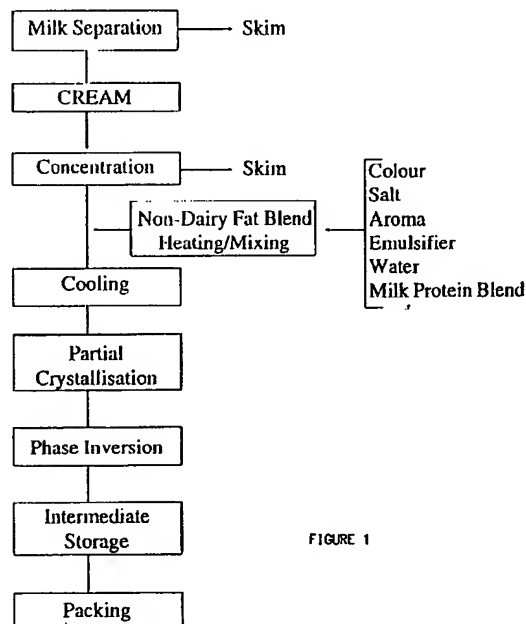 Milk Separation
Skim
CREAM
Concentration
Skim
Non-Dairy Fat Blend
Heating/Mixing
Colour
Salt
Aroma
Emulsifier
Water
Milk Protein Blend
Cooling
Partial
Crystallisation
Phase Inversion
Intermediate
Storage
FIGURE 1
Packing